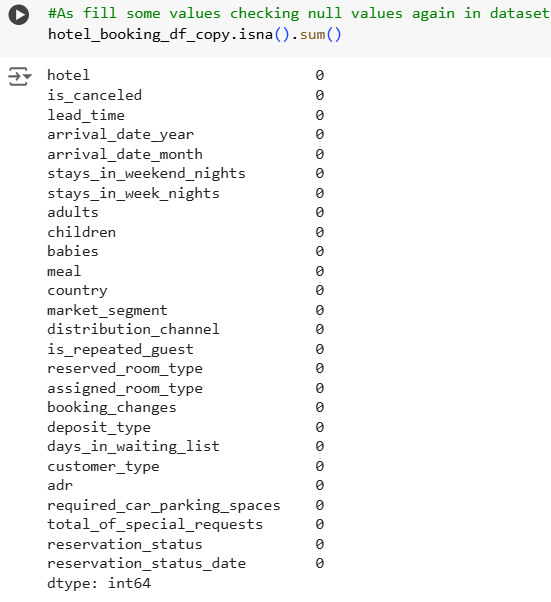 #As fill some values checking null values again in dataset
hotel_booking_df_copy.isna().sum()
hotel 0
is_canceled 0
lead_time 0
arrival_date_year 0
arrival_date_month 0
stays_in_weekend_nights 0
stays_in_week_nights 0
adults 0
children 0
babies 0
meal 0
country 0
market_segment 0
distribution_channel 0
is_repeated_guest 0
reserved_room_type 0
assigned_room_type 0
booking_changes 0
deposit_type 0
days_in_waiting_list 0
customer_type 0
adr 0
required_car_parking_spaces 0
total_of_special_requests 0
reservation_status 0
reservation_status_date 0
dtype: int64